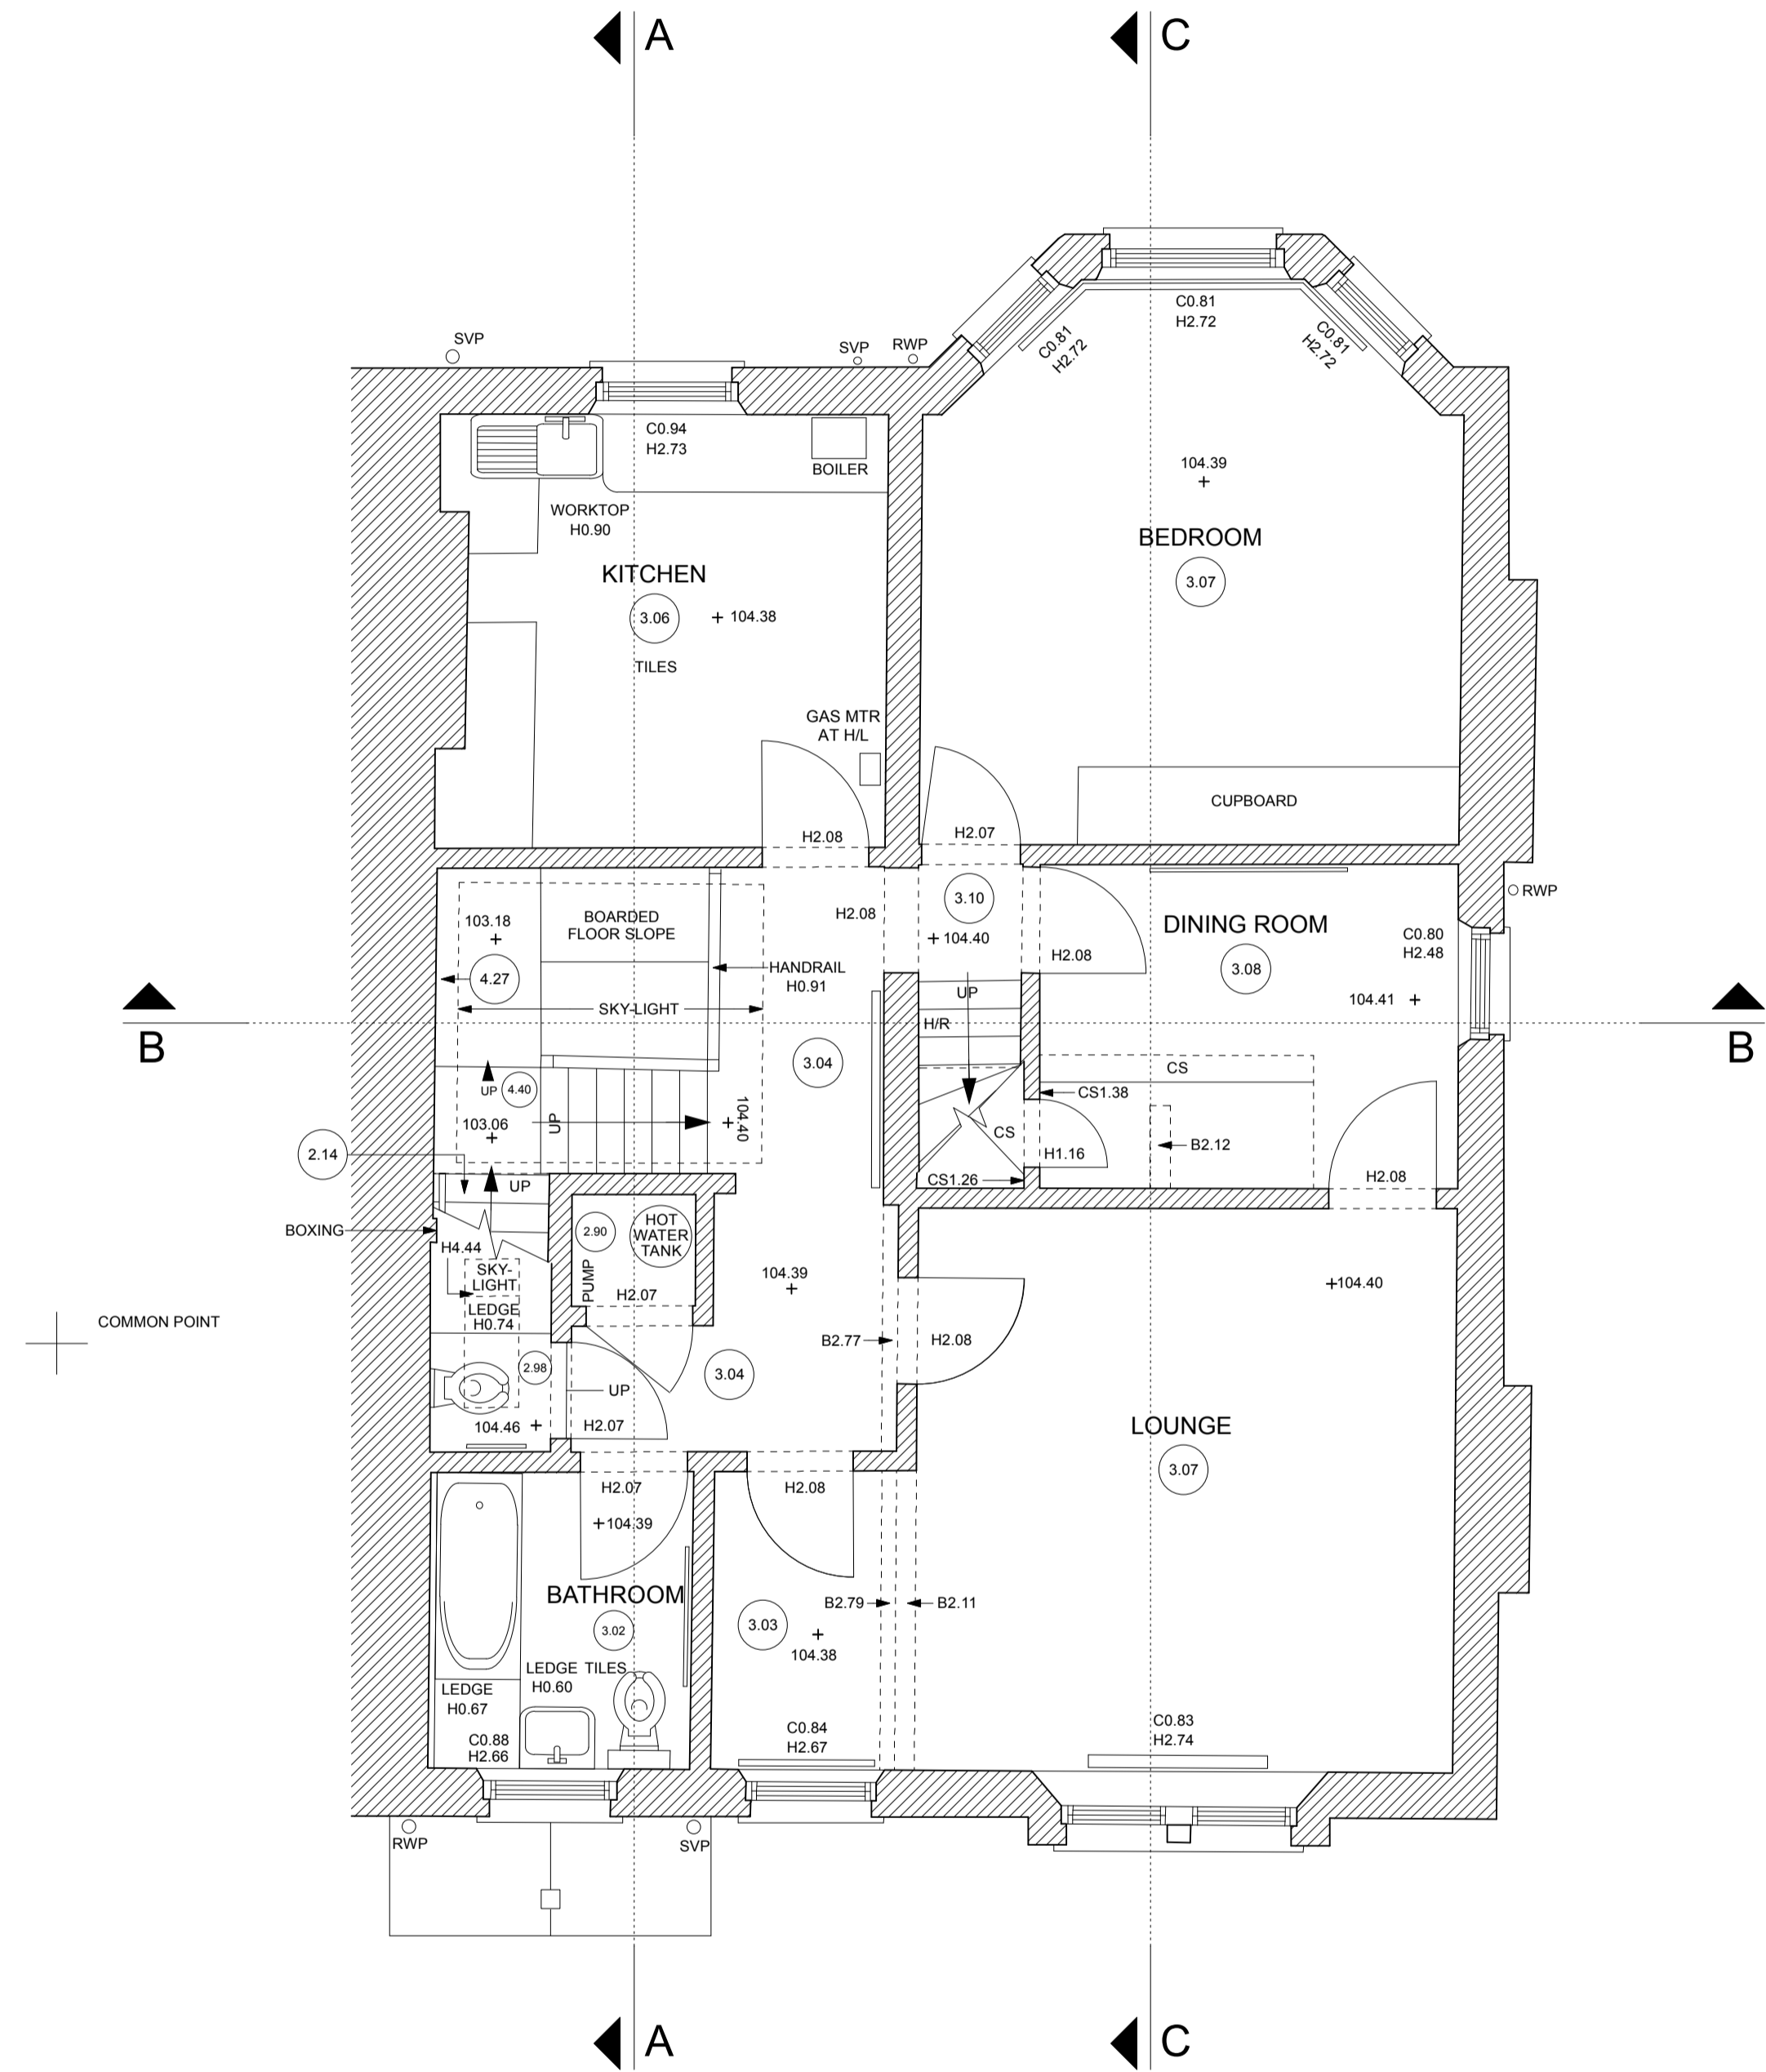 A
C
SVP
SVP
RWP
C0.81
H2.72
C0.81
H2.72
C0.81
H2.72
C0.94
H2.73
BOILER
WORKTOP
H0.90
104.39
BEDROOM
3.07
KITCHEN
3.06
104.38
TILES
GAS MTR
AT H/L
CUPBOARD
H2.08
H2.07
3.10
104.40
H2.08
RWP
103.18
BOARDED
FLOOR SLOPE
4.27
HANDRAIL
H0.91
SKY-LIGHT
DINING ROOM
3.08
C0.80
H2.48
104.41
H2.08
B
B
UP
H/R
3.04
UP
4.40
103.06
UP
104.40
CS
CS1.38
CS
B2.12
H1.16
CS1.26
H2.08
2.14
UP
BOXING
H4.44
SKY-
LIGHT
LEDGE
H0.74
2.90
HOT
WATER
TANK
PUMP
H2.07
104.39
104.40
COMMON POINT
B2.77
H2.08
2.98
3.04
UP
104.46
H2.07
LOUNGE
3.07
H2.07
104.39
H2.08
BATHROOM
3.02
B2.79
B2.11
3.03
104.38
LEDGE
H0.60
TILES
LEDGE
H0.67
C0.88
H2.66
C0.84
H2.67
C0.83
H2.74
RWP
SVP
A
C